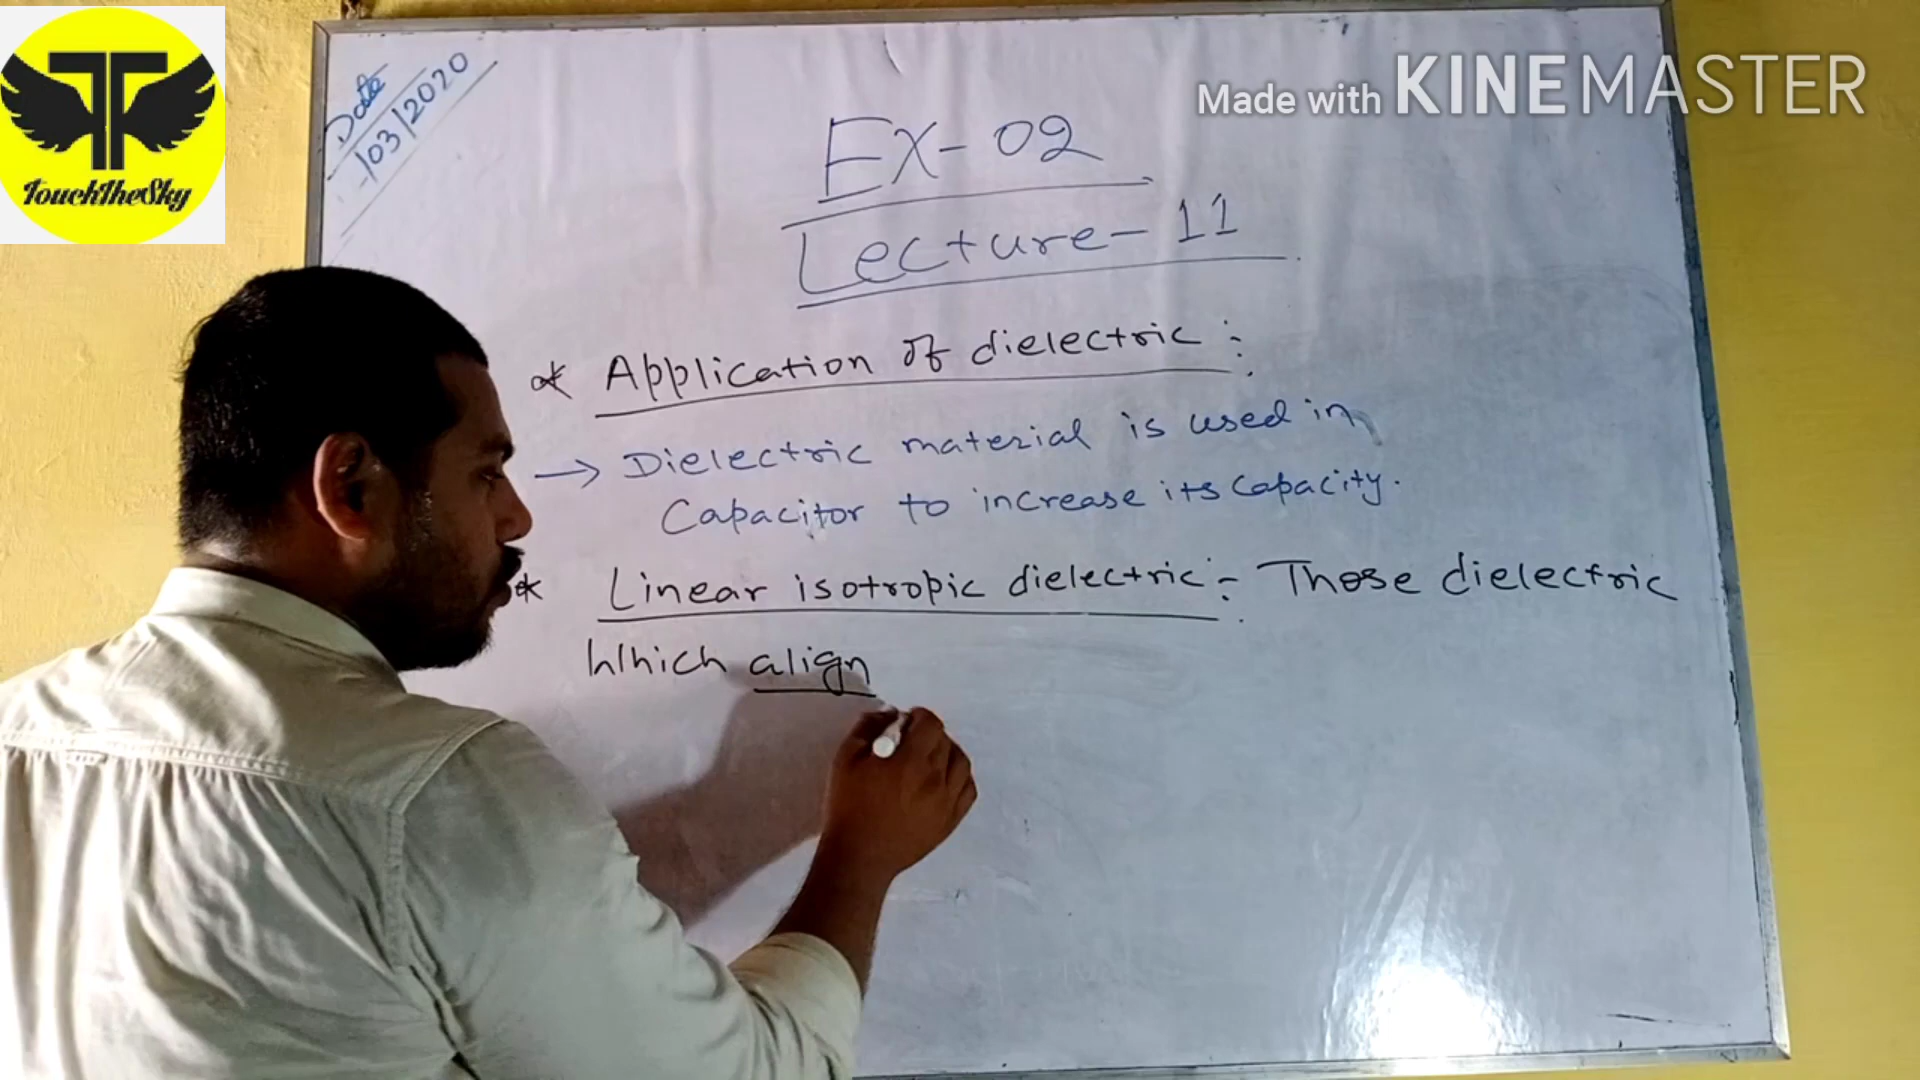 TouchTheSky
Made with KINEMASTER
Date
-/03/2020
EX-02
Lecture-11
* Application of dielectric:-
→ Dielectric material is used in
Capacitor to increase its capacity.
* Linear isotropic dielectric:- Those dielectric
Which align